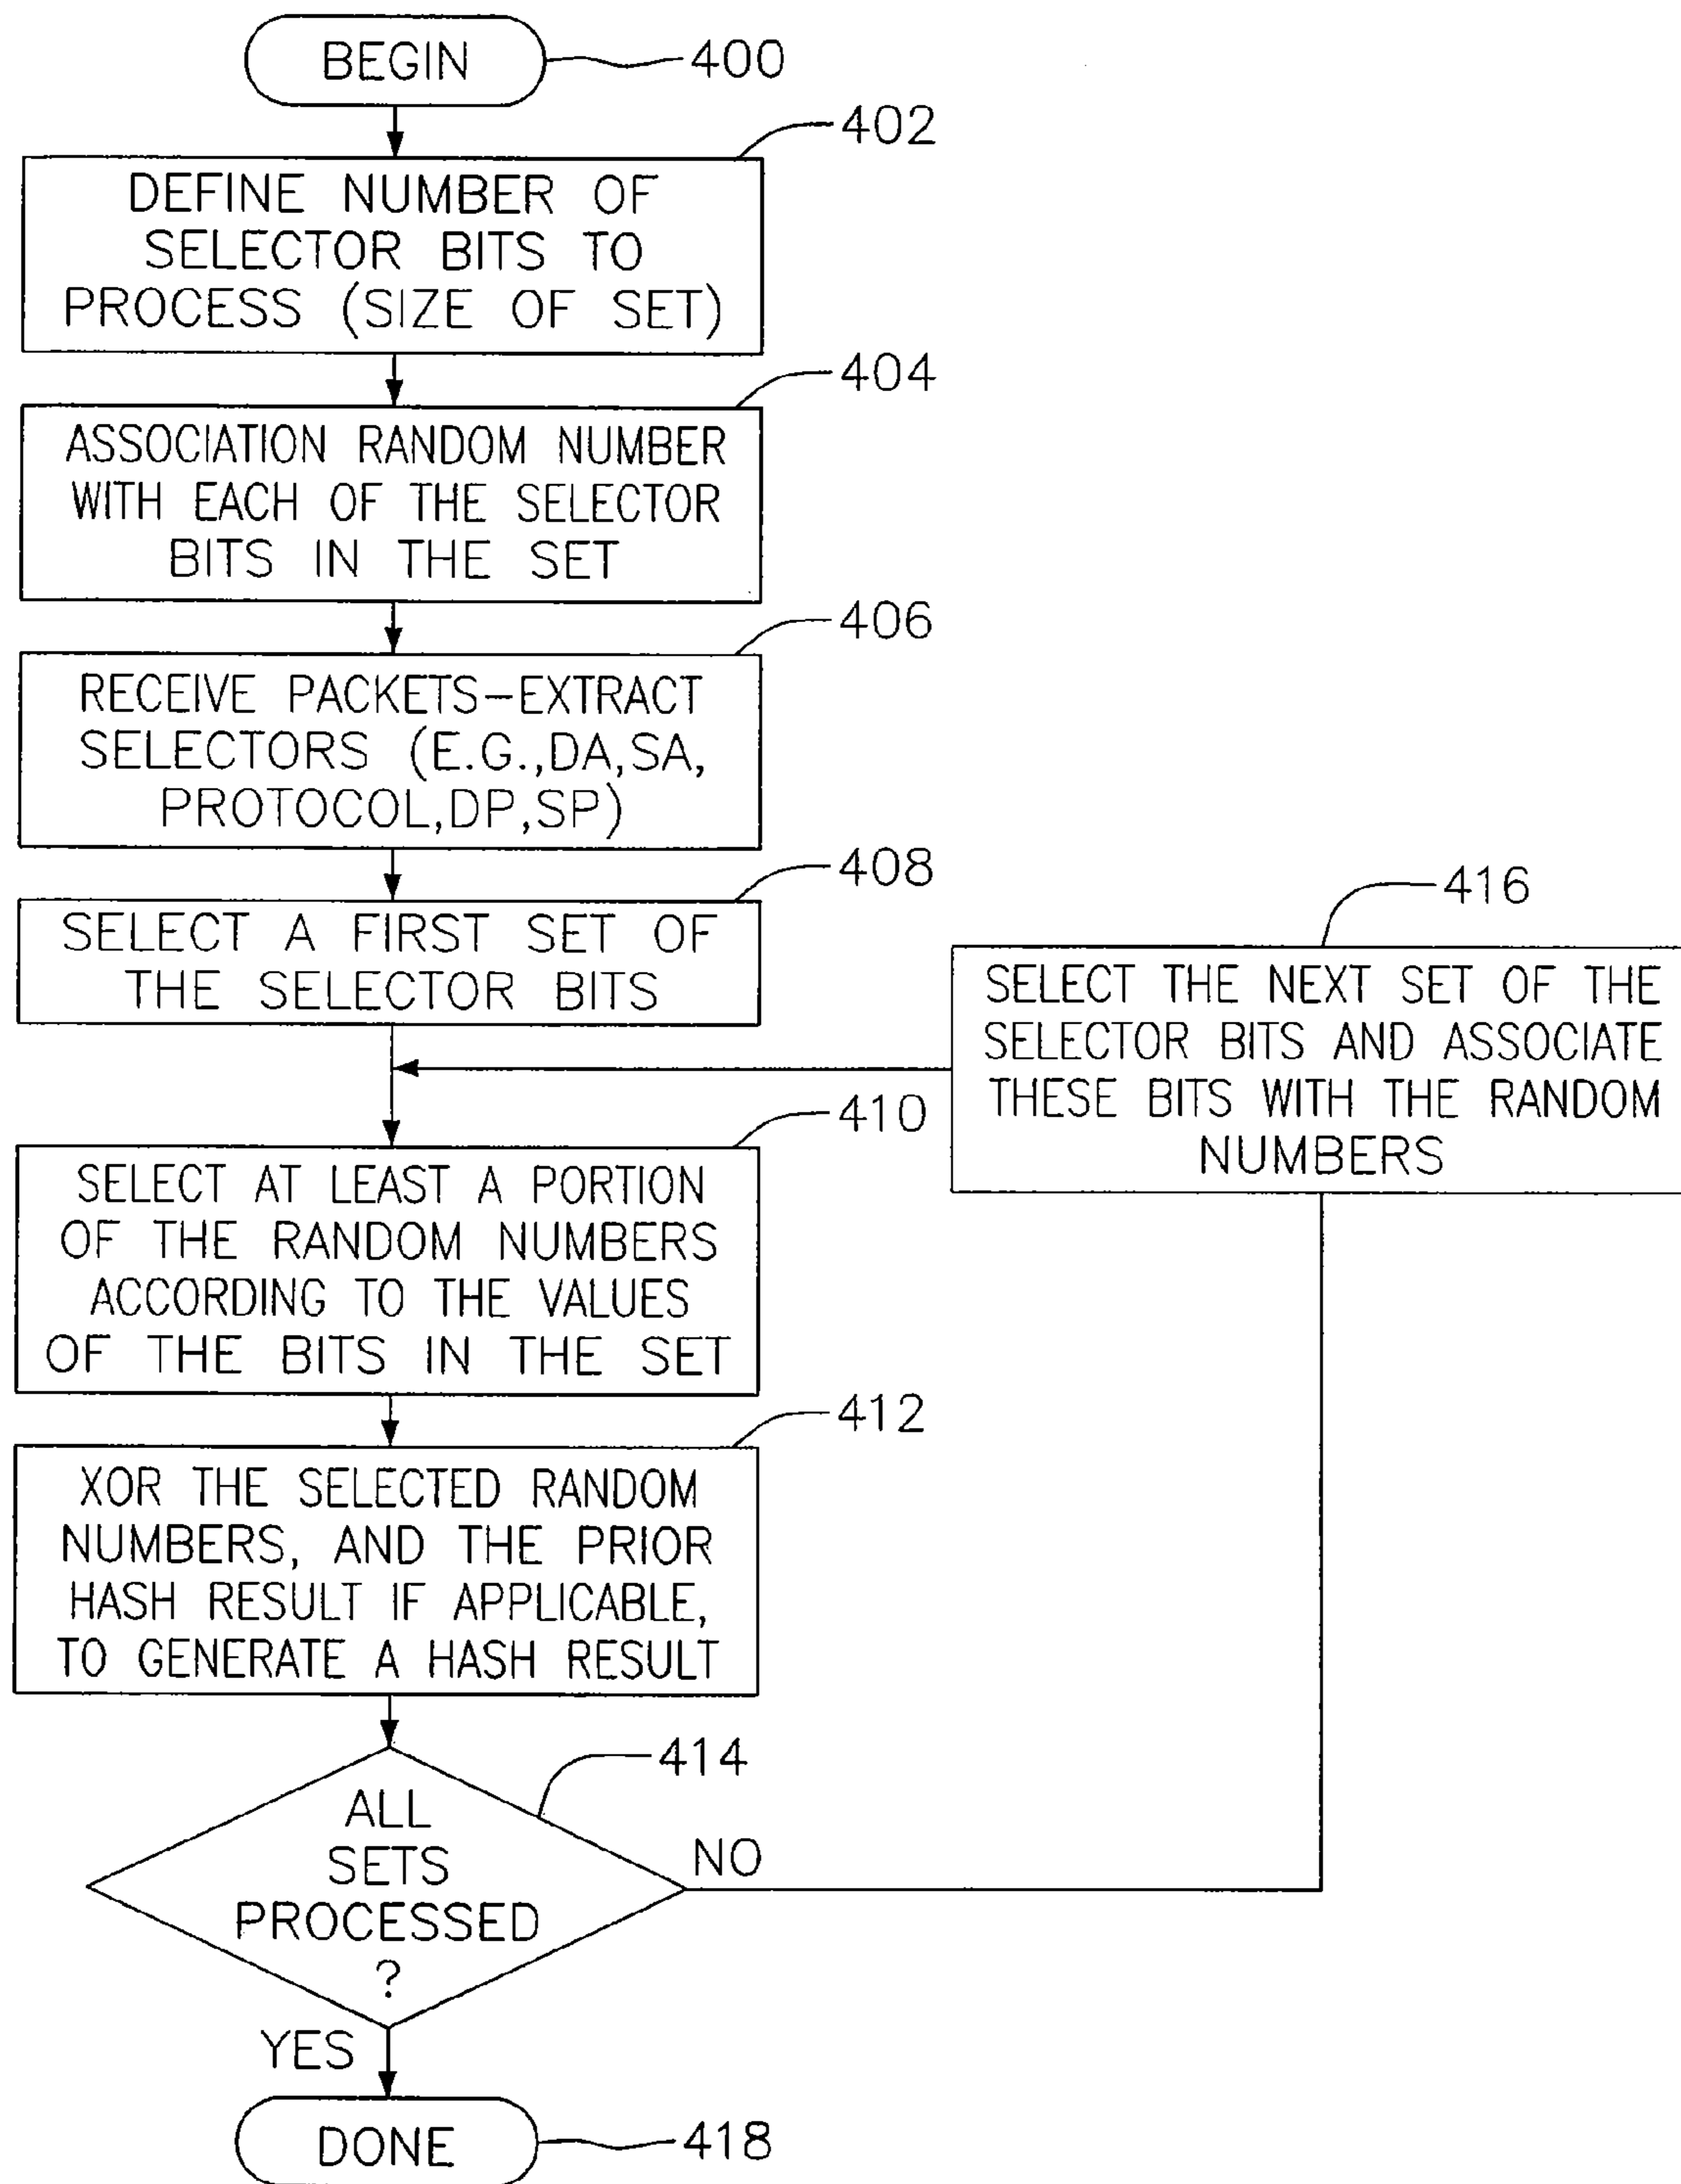 BEGIN
400
402
DEFINE NUMBER OF
SELECTOR BITS TO
PROCESS (SIZE OF SET)
404
ASSOCIATION RANDOM NUMBER
WITH EACH OF THE SELECTOR
BITS IN THE SET
406
RECEIVE PACKETS-EXTRACT
SELECTORS (E.G.,DA,SA,
PROTOCOL,DP,SP)
408
SELECT A FIRST SET OF
THE SELECTOR BITS
416
SELECT THE NEXT SET OF THE
SELECTOR BITS AND ASSOCIATE
THESE BITS WITH THE RANDOM
NUMBERS
410
SELECT AT LEAST A PORTION
OF THE RANDOM NUMBERS
ACCORDING TO THE VALUES
OF THE BITS IN THE SET
412
XOR THE SELECTED RANDOM
NUMBERS, AND THE PRIOR
HASH RESULT IF APPLICABLE,
TO GENERATE A HASH RESULT
414
ALL
SETS
PROCESSED
?
NO
YES
DONE
418